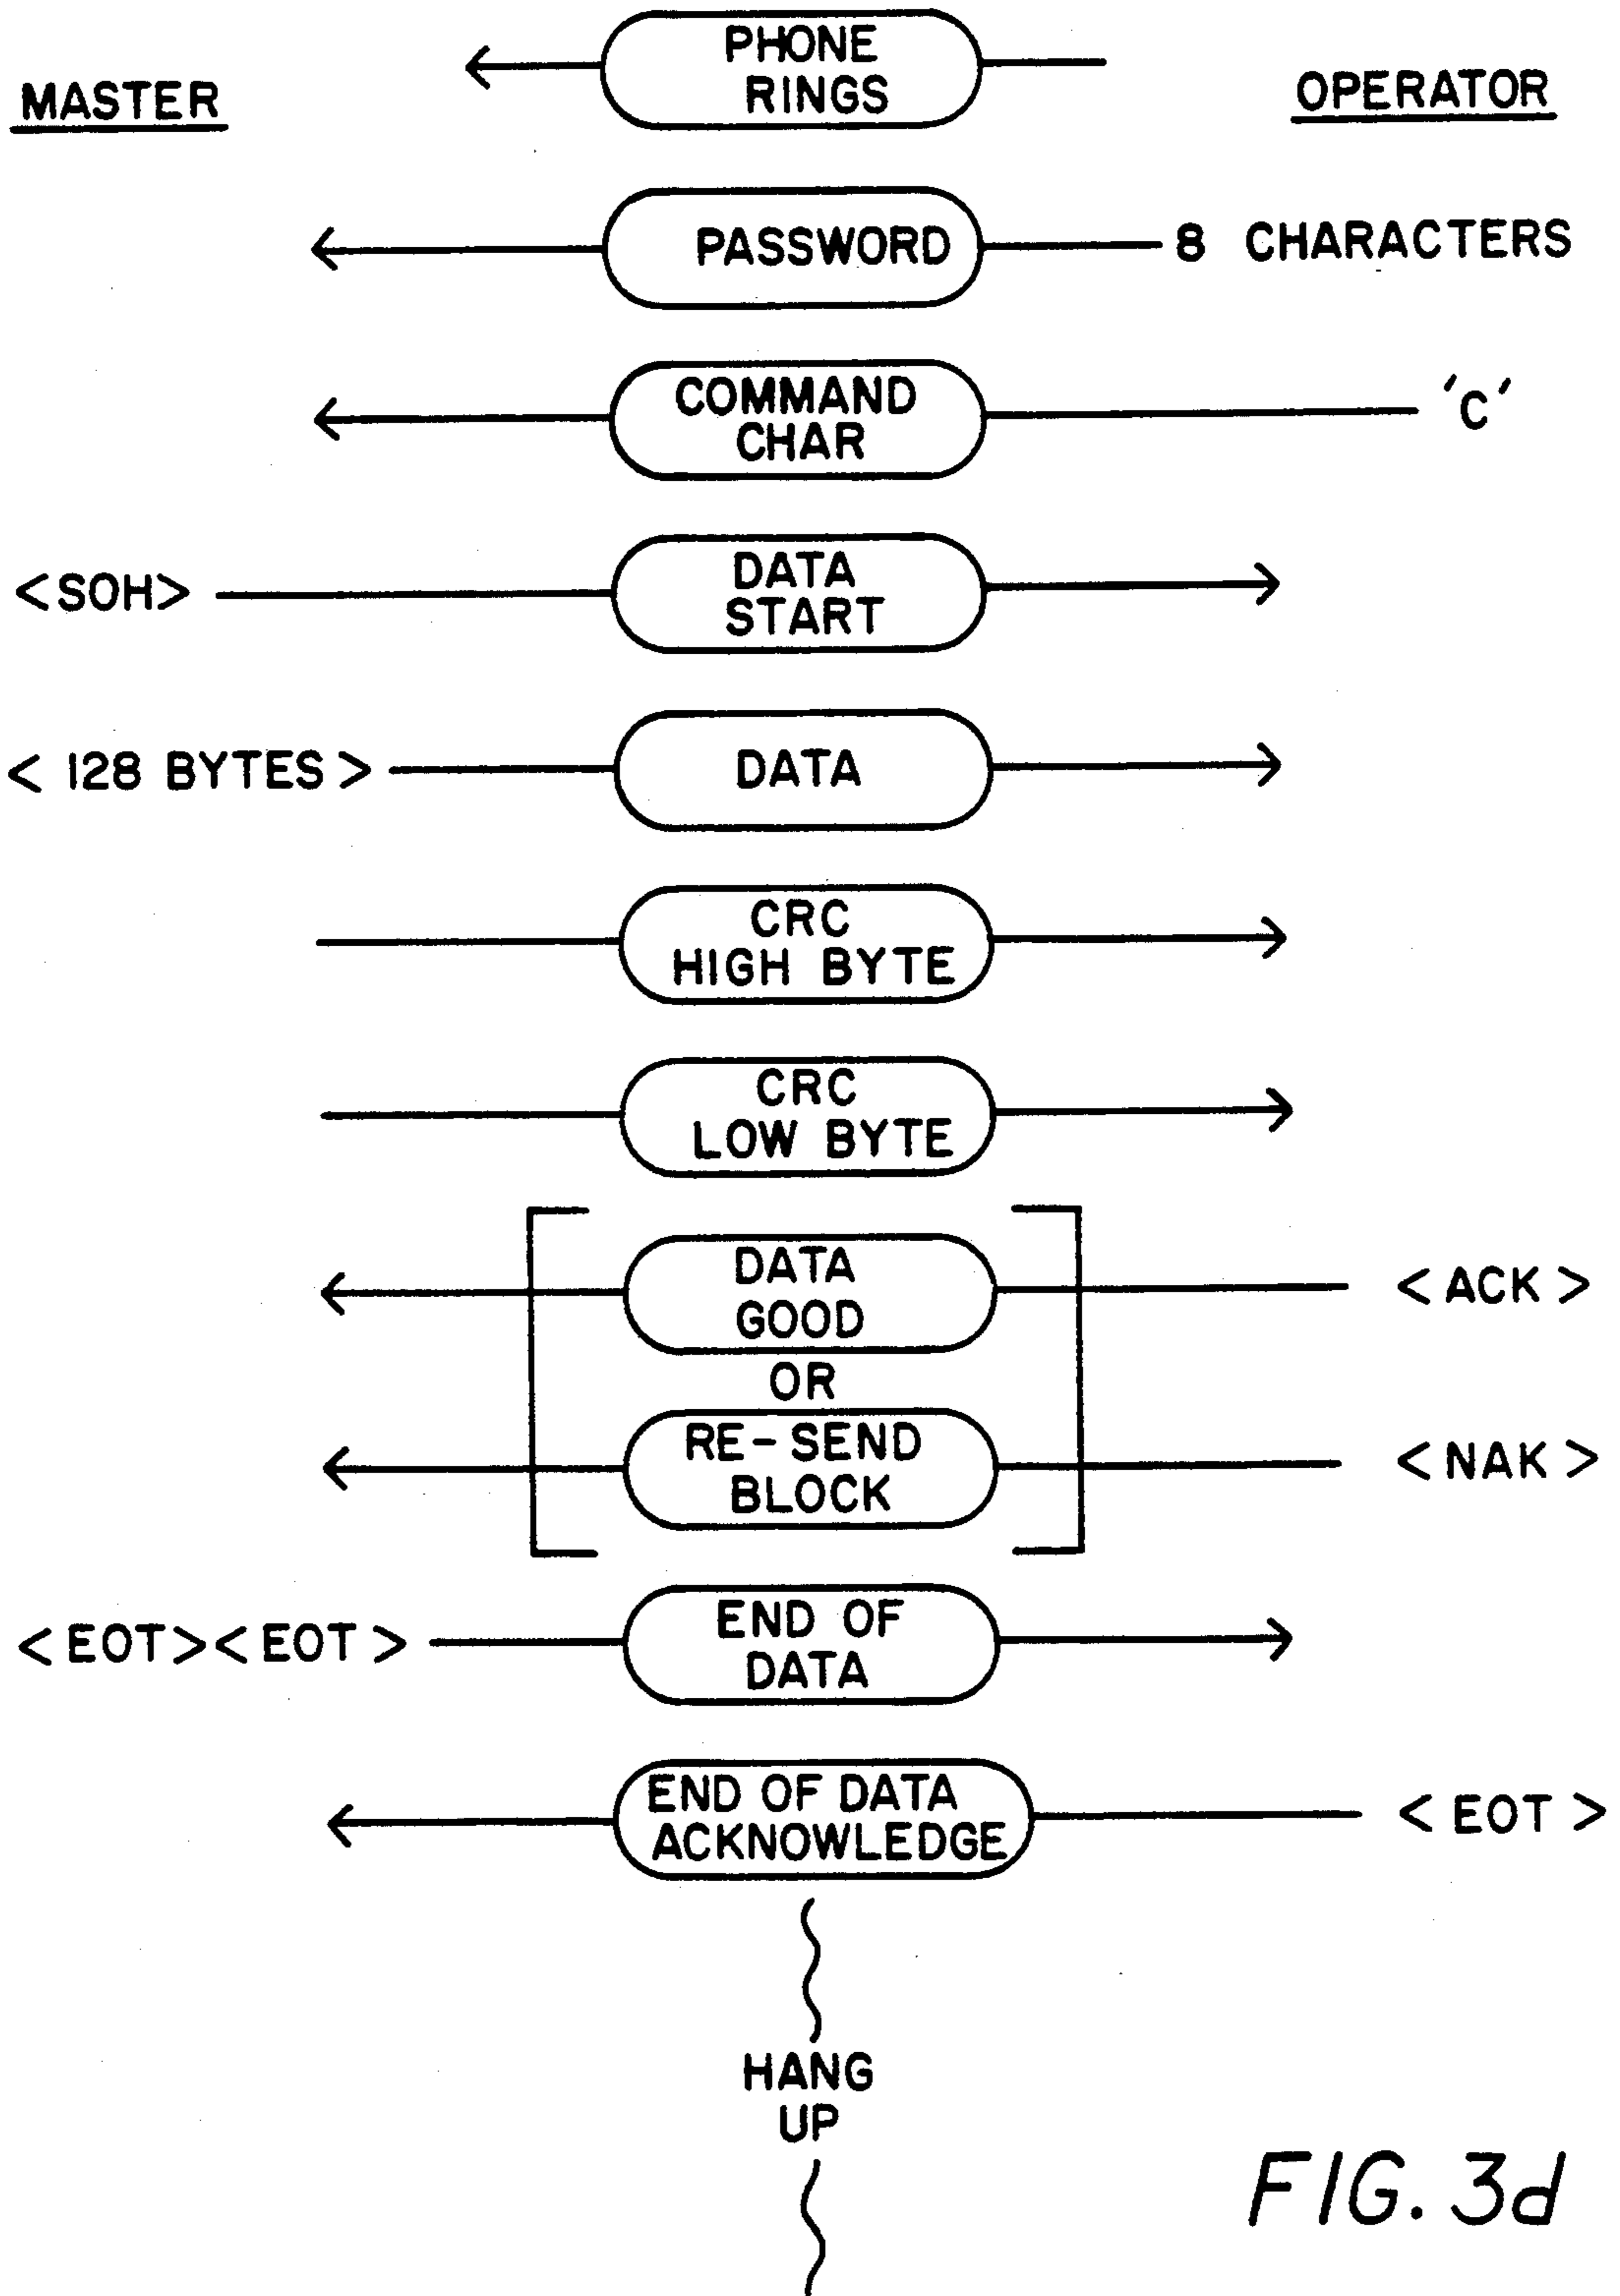 PHONE
RINGS
MASTER
OPERATOR
PASSWORD
8 CHARACTERS
COMMAND
CHAR
'C'
<SOH>
DATA
START
< 128 BYTES >
DATA
CRC
HIGH BYTE
CRC
LOW BYTE
DATA
GOOD
<ACK>
OR
RE-SEND
BLOCK
<NAK>
<EOT><EOT>
END OF
DATA
END OF DATA
ACKNOWLEDGE
<EOT>
HANG
UP
FIG. 3d